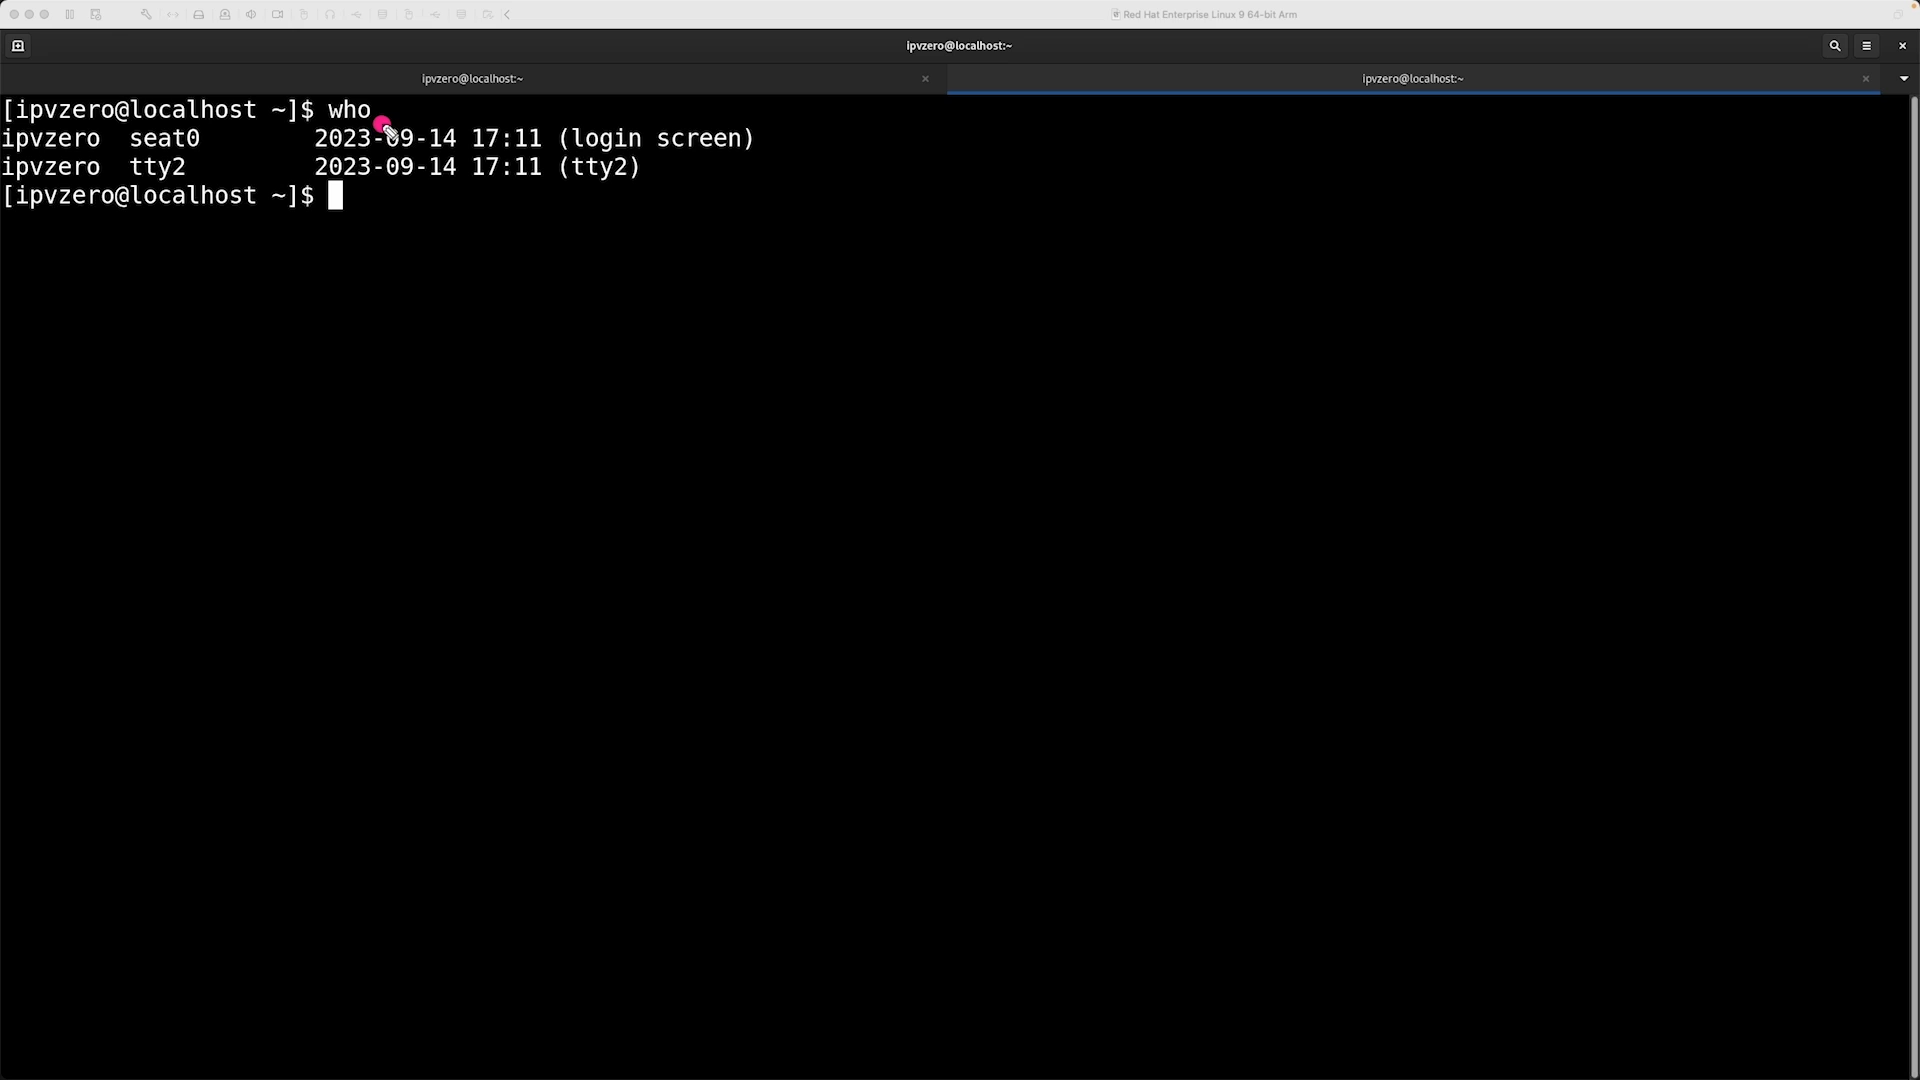 Red Hat Enterprise Linux 9 64-bit Arm
ipvzero@localhost:~
ipvzero@localhost:~ ipvzero@localhost:~
[ipvzero@localhost ~]$ who
ipvzero  seat0        2023-09-14 17:11 (login screen)
ipvzero  tty2         2023-09-14 17:11 (tty2)
[ipvzero@localhost ~]$